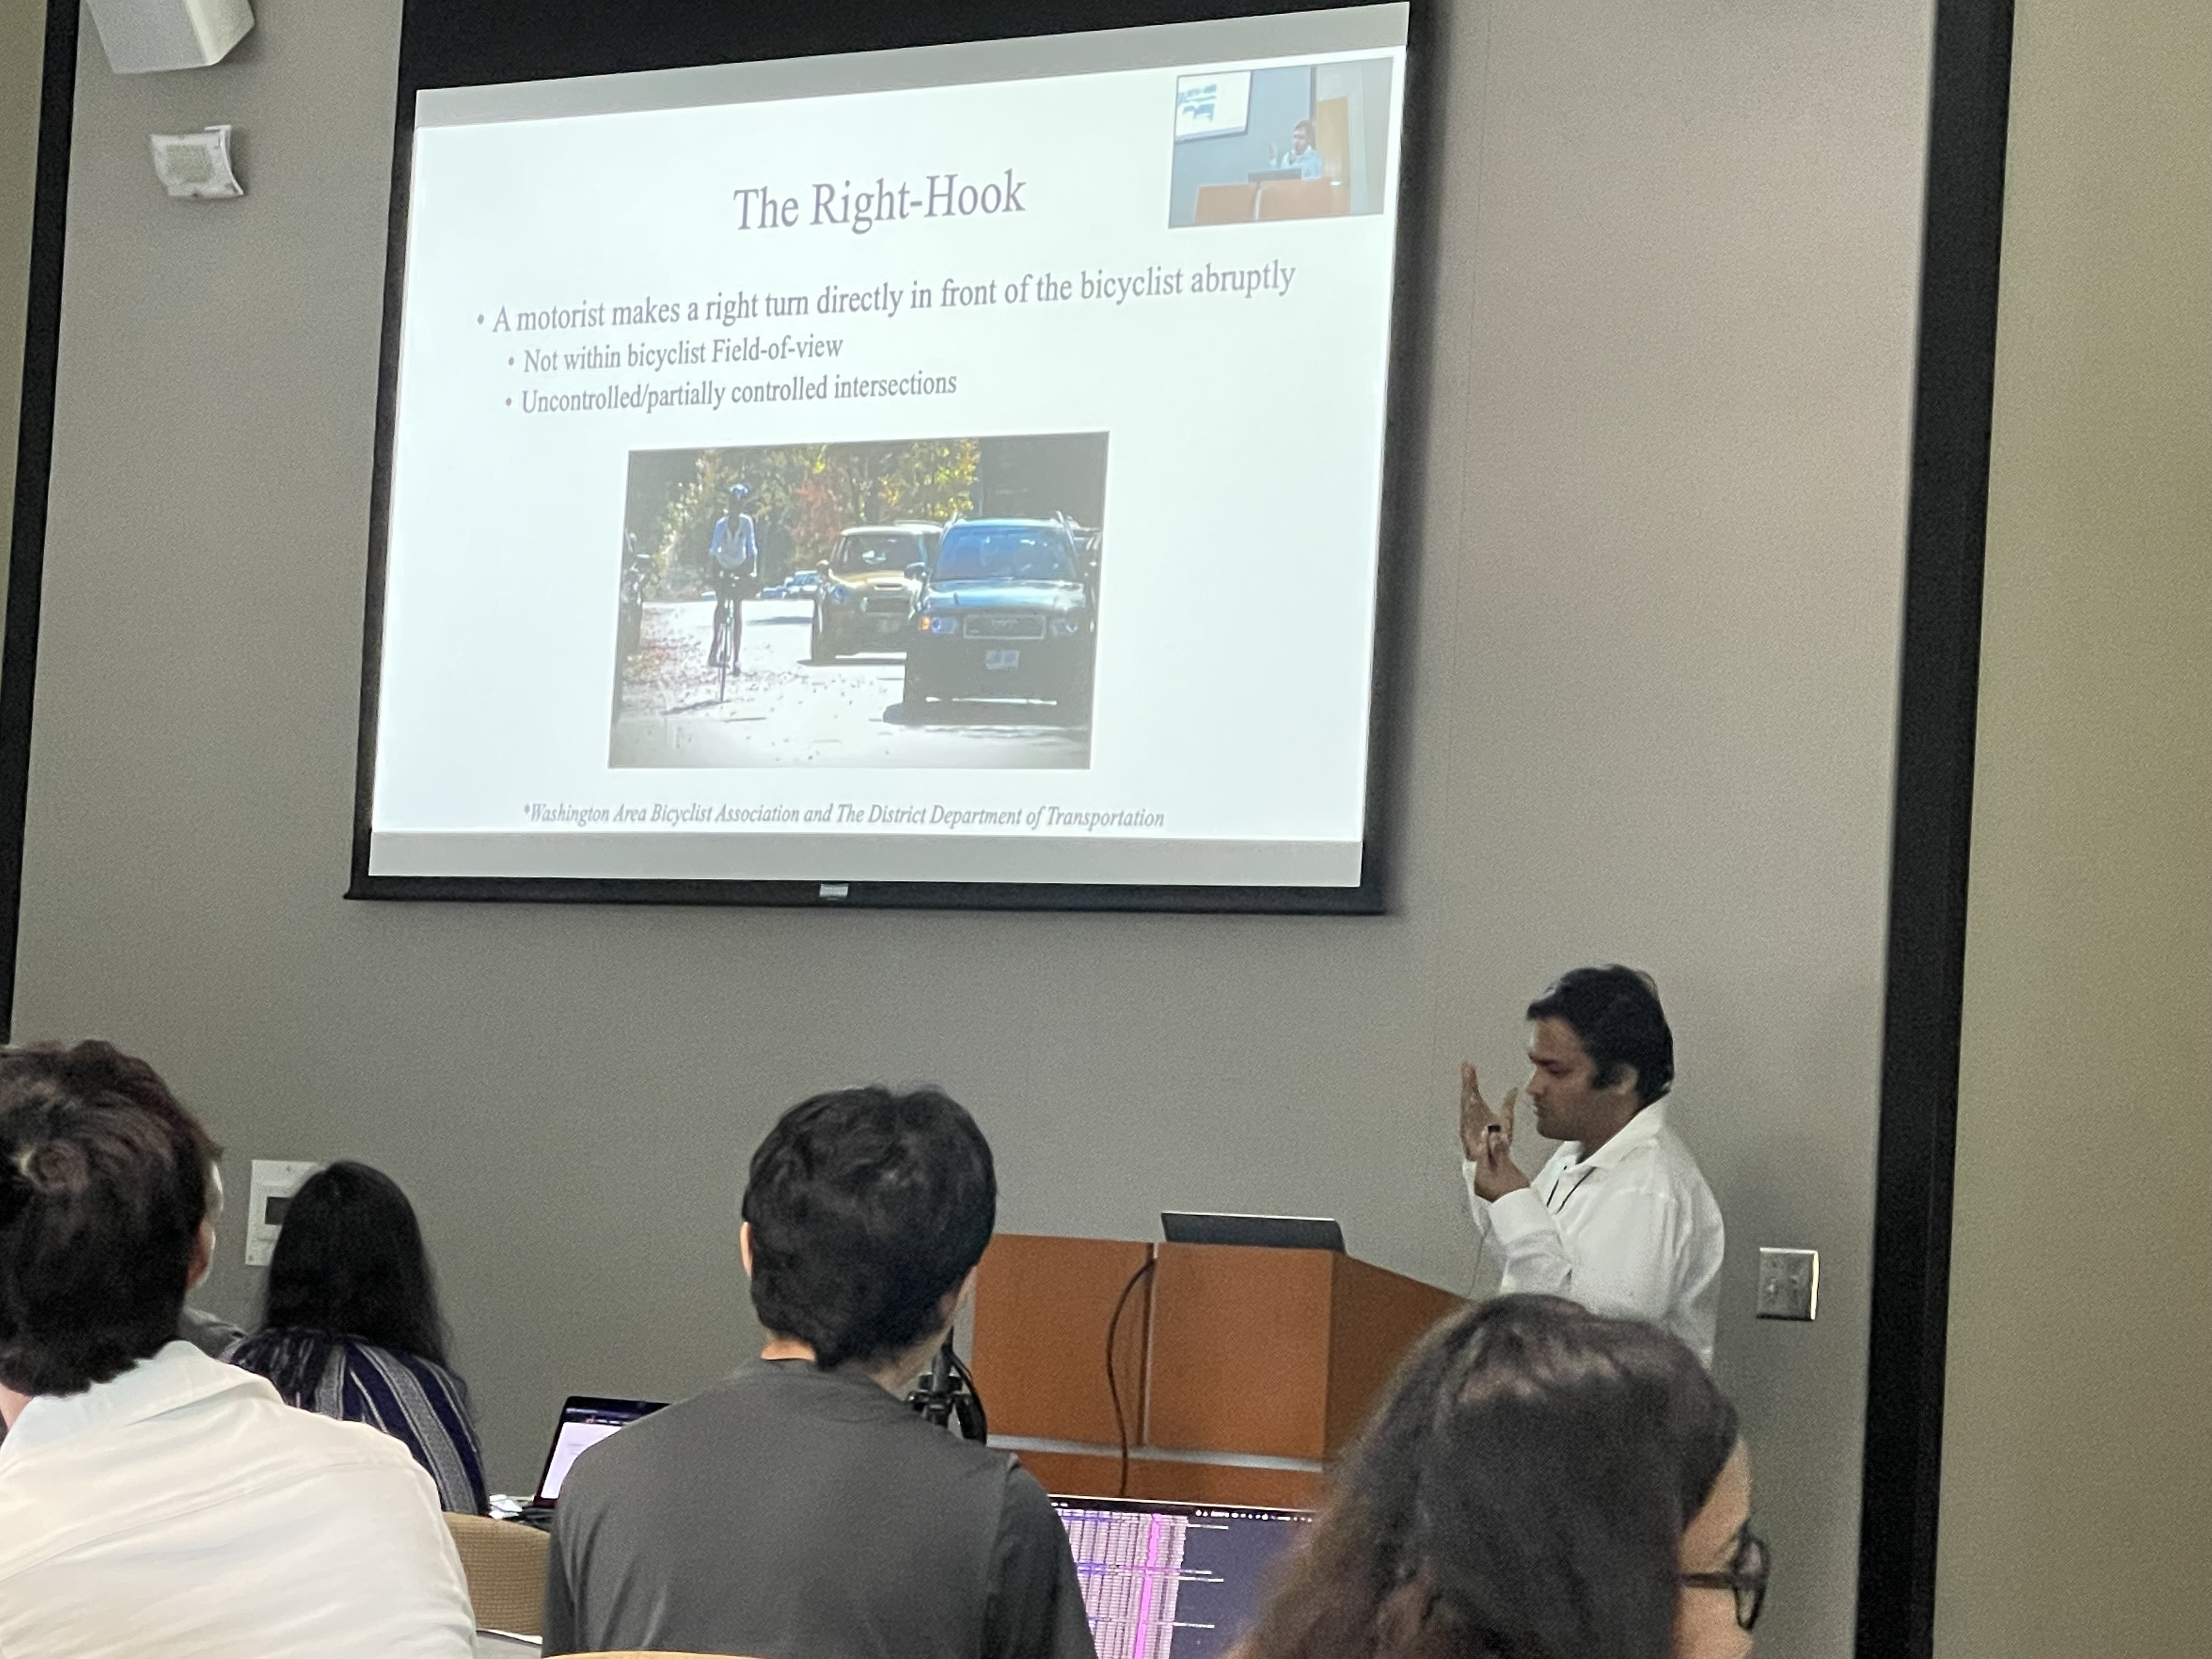 The Right-Hook
• A motorist makes a right turn directly in front of the bicyclist abruptly
• Not within bicyclist Field-of-view
• Uncontrolled/partially controlled intersections
*Washington Area Bicyclist Association and The District Department of Transportation